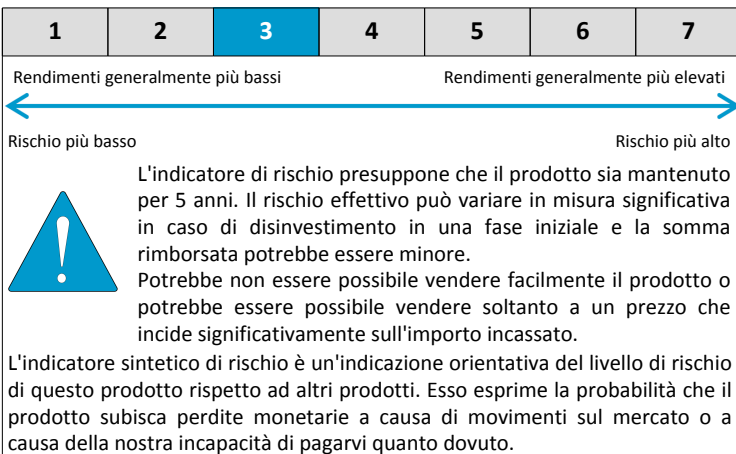 1 2 3 4 5 6 7
Rendimenti generalmente più bassi Rendimenti generalmente più elevati
Rischio più basso Rischio più alto
L'indicatore di rischio presuppone che il prodotto sia mantenuto
per 5 anni. Il rischio effettivo può variare in misura significativa
in caso di disinvestimento in una fase iniziale e la somma
rimborsata potrebbe essere minore.
Potrebbe non essere possibile vendere facilmente il prodotto o
potrebbe essere possibile vendere soltanto a un prezzo che
incide significativamente sull'importo incassato.
L'indicatore sintetico di rischio è un'indicazione orientativa del livello di rischio
di questo prodotto rispetto ad altri prodotti. Esso esprime la probabilità che il
prodotto subisca perdite monetarie a causa di movimenti sul mercato o a
causa della nostra incapacità di pagarvi quanto dovuto.